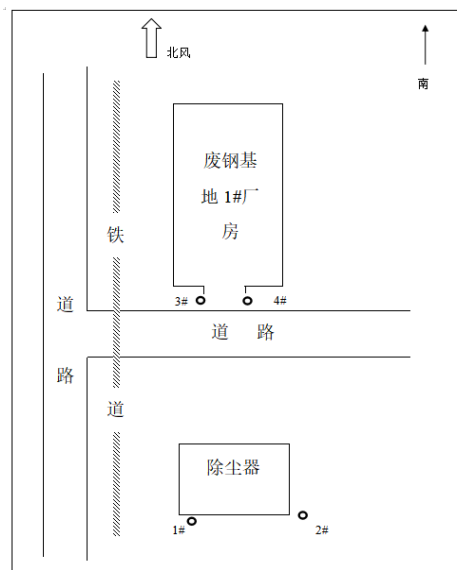 北风
南
废钢基
地 1#厂
房
铁
3#
4#
道
道 路
路
道
除尘器
1#
2#